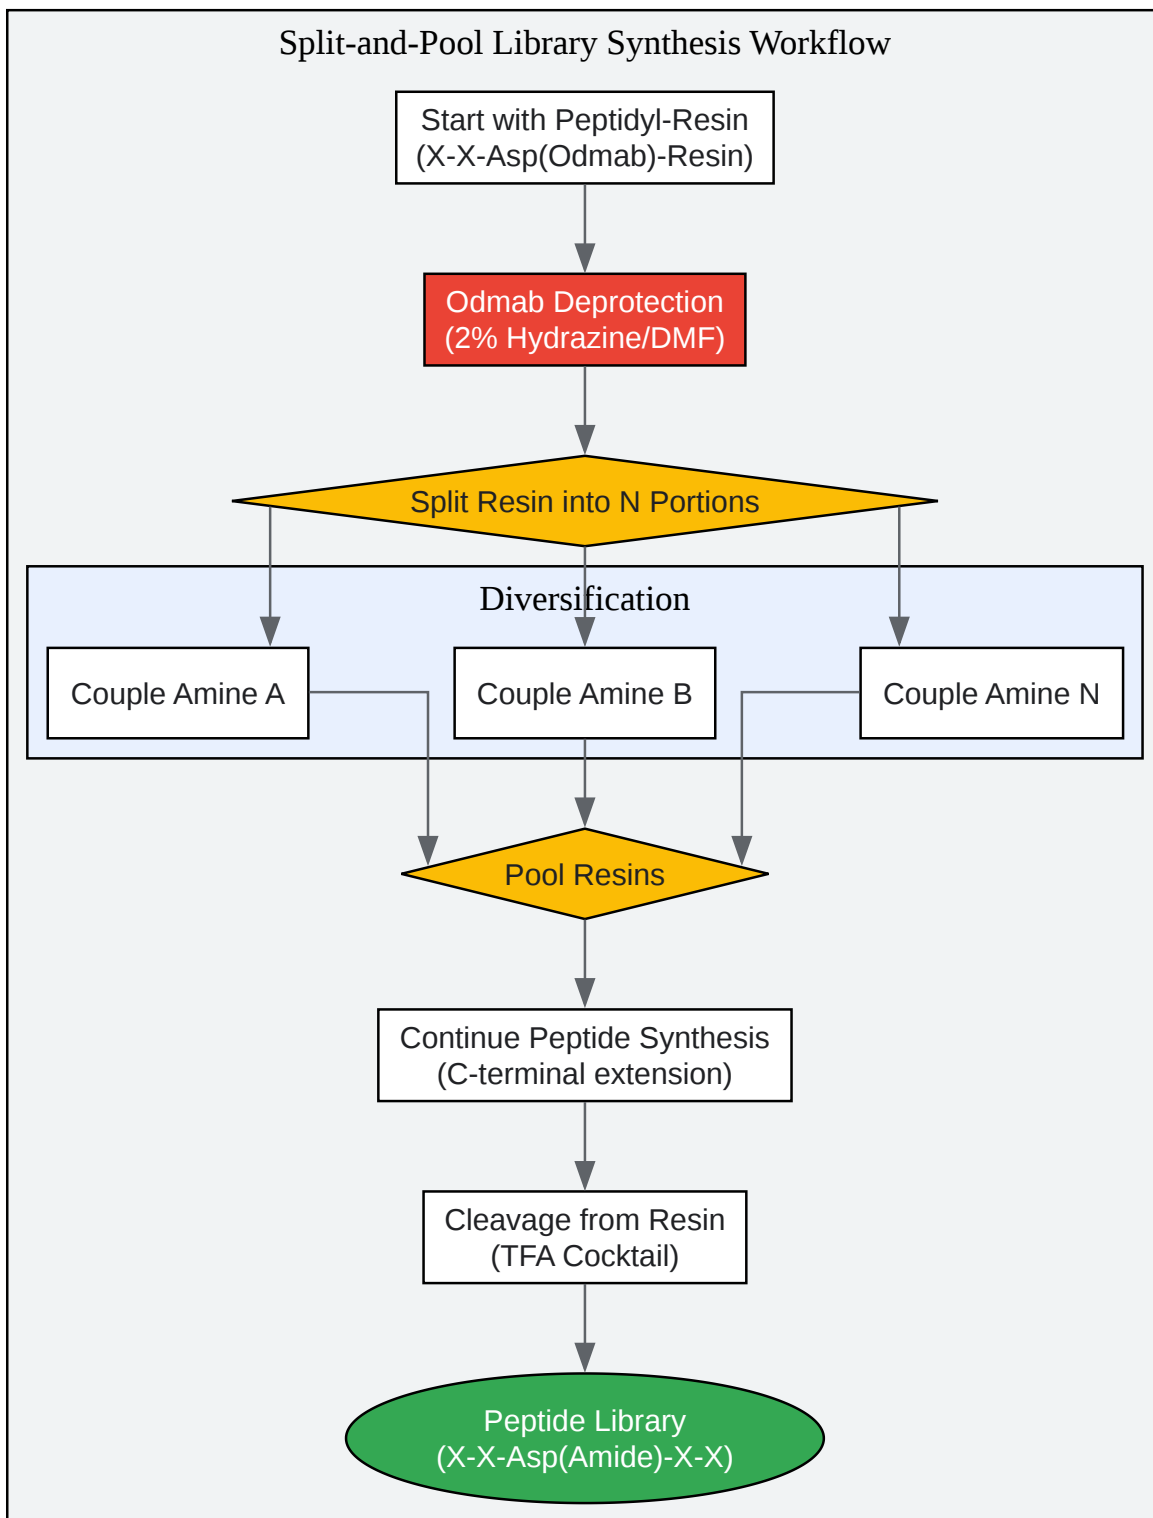 Split-and-Pool Library Synthesis Workflow
Start with Peptidyl-Resin
(X-X-Asp(Odmab)-Resin)
Odmab Deprotection
(2% Hydrazine/DMF)
Split Resin into N Portions
Diversification
Couple Amine A
Couple Amine B
Couple Amine N
Pool Resins
Continue Peptide Synthesis
(C-terminal extension)
Cleavage from Resin
(TFA Cocktail)
Peptide Library
(X-X-Asp(Amide)-X-X)